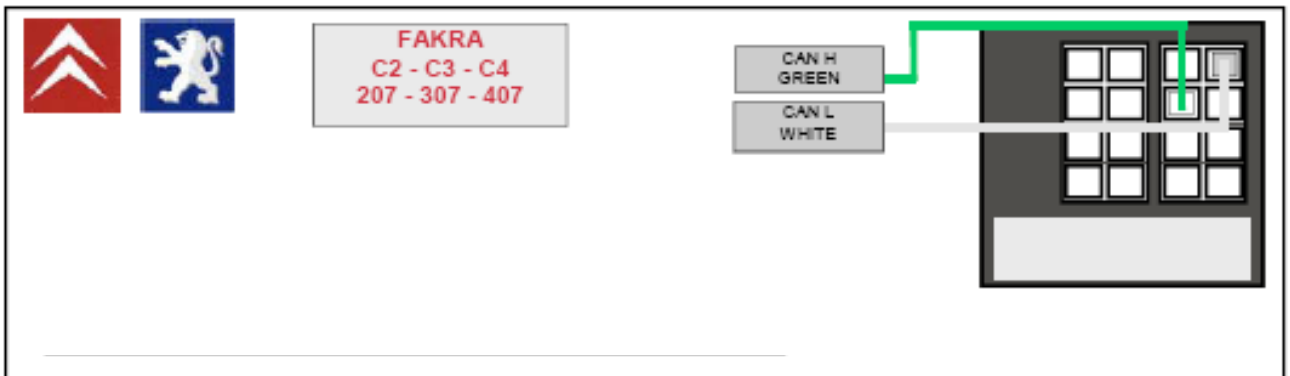 FAKRA
C2 - C3 - C4
207 - 307 - 407
CAN H
GREEN
CAN L
WHITE